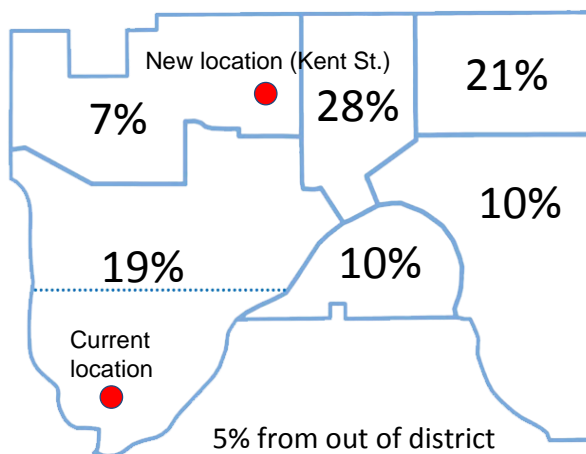 New location (Kent St.)
7%
28%
21%
10%
19%
10%
Current
location
5% from out of district